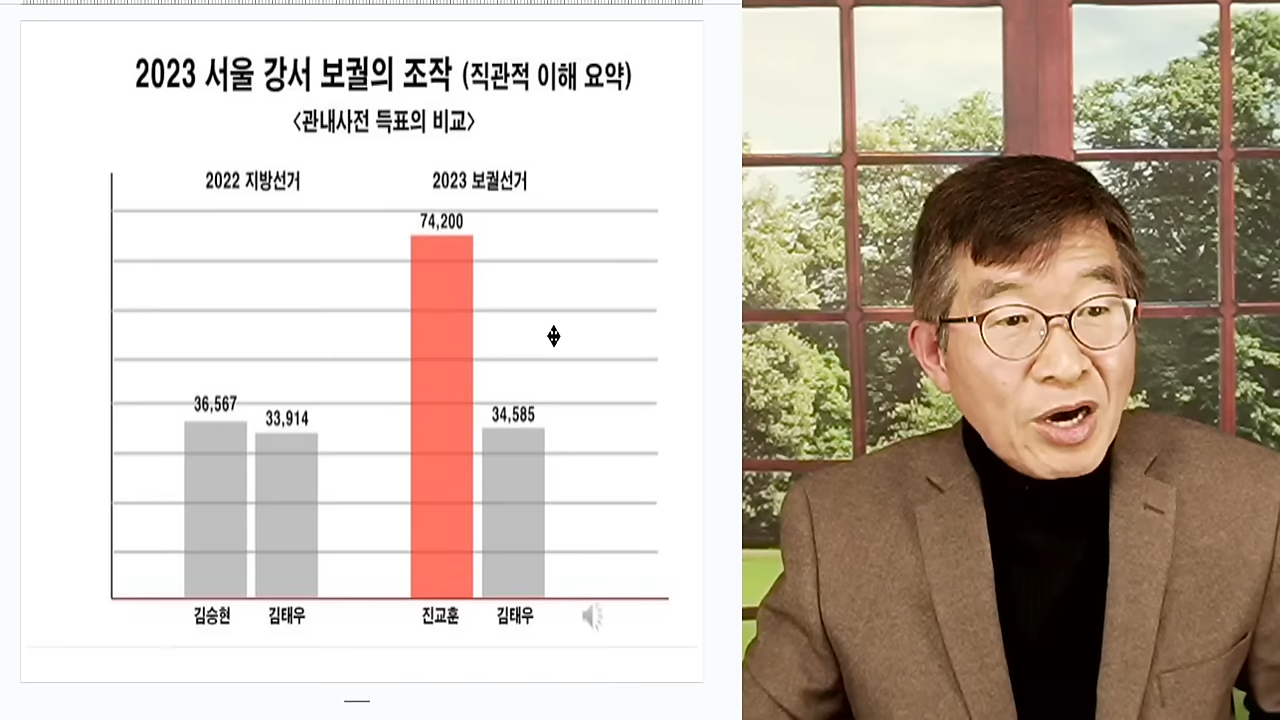 2023 서울 강서 보궐의 조작 (직관적 이해 요약)
<관내사전 득표의 비교>
2022 지방선거
2023 보궐선거
74,200
36,567
33,914
34,585
김승현
김태우
진교훈
김태우